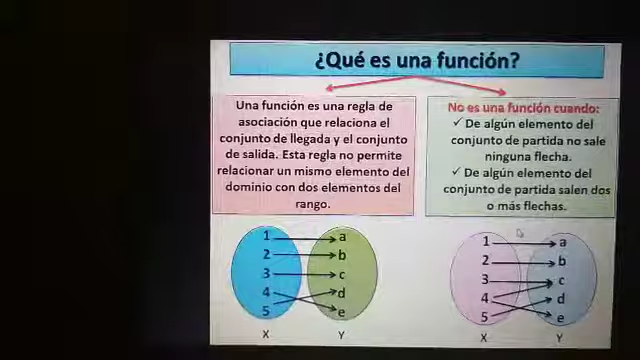 ¿Qué es una función?
Una función es una regla de
asociación que relaciona el
conjunto de llegada y el conjunto
de salida. Esta regla no permite
relacionar un mismo elemento del
dominio con dos elementos del
rango.
No es una función cuando:
✓ De algún elemento del
conjunto de partida no sale
ninguna flecha.
✓ De algún elemento del
conjunto de partida salen dos
o más flechas.
1 a
2 b
3 c
4 d
5 e
X Y
1 a
2 b
3 c
4 d
5 e
X Y